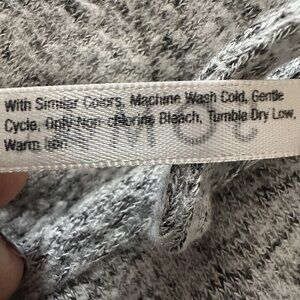 With Similar Colors, Machine Wash Cold, Gentle
Cycle, Only Non-chlorine Bleach, Tumble Dry Low,
Warm Iron